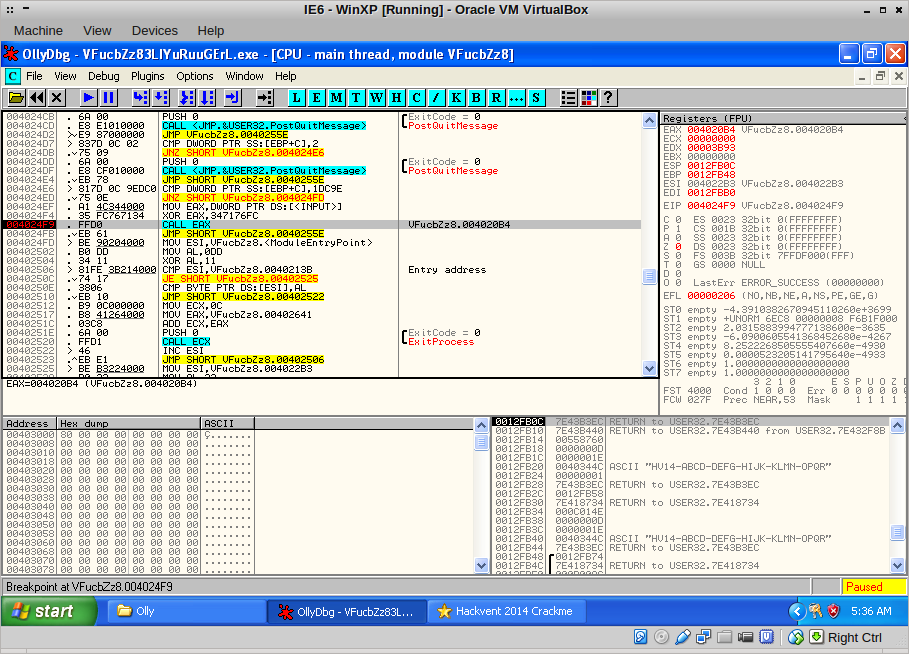 IE6 - WinXP [Running] - Oracle VM VirtualBox
Machine View Devices Help
OllyDbg - VFucbZz83LIYuRuuGErL.exe - [CPU - main thread, module VFucbZz8]
C File View Debug Plugins Options Window Help
L E M T W H C / K B R ... S ?
004024CB . 6A 00 PUSH 0 ExitCode = 0
004024CD . E8 E1010000 CALL <JMP.&USER32.PostQuitMessage> PostQuitMessage
004024D2 >E9 87000000 JMP VFucbZz8.0040255E
004024D7 > 837D 0C 02 CMP DWORD PTR SS:[EBP+C],2
004024DB .75 09 JNZ SHORT VFucbZz8.004024E6
004024DD . 6A 00 PUSH 0 ExitCode = 0
004024DF . E8 CF010000 CALL <JMP.&USER32.PostQuitMessage> PostQuitMessage
004024E4 .EB 78 JMP SHORT VFucbZz8.0040255E
004024E6 > 817D 0C 9EDC0 CMP DWORD PTR SS:[EBP+C],1DC9E
004024ED .75 0E JNZ SHORT VFucbZz8.004024FD
004024EF . A1 4C344000 MOV EAX,DWORD PTR DS:[<INPUT>]
004024F4 . 35 FC767134 XOR EAX,347176FC
004024F9 . FFD0 CALL EAX VFucbZz8.004020B4
004024FB .EB 61 JMP SHORT VFucbZz8.0040255E
004024FD > BE 90204000 MOV ESI,VFucbZz8.<ModuleEntryPoint>
00402502 . B0 DD MOV AL,0DD
00402504 . 34 11 XOR AL,11
00402506 > 81FE 3B214000 CMP ESI,VFucbZz8.0040213B Entry address
0040250C .74 17 JE SHORT VFucbZz8.00402525
0040250E . 3806 CMP BYTE PTR DS:[ESI],AL
00402510 .EB 10 JMP SHORT VFucbZz8.00402522
00402512 . B9 0C000000 MOV ECX,0C
00402517 . B8 41264000 MOV EAX,VFucbZz8.00402641
0040251C . 03C8 ADD ECX,EAX
0040251E . 6A 00 PUSH 0 ExitCode = 0
00402520 . FFD1 CALL ECX ExitProcess
00402522 > 46 INC ESI
00402523 .EB E1 JMP SHORT VFucbZz8.00402506
00402525 > BE B3224000 MOV ESI,VFucbZz8.004022B3
EAX=004020B4 (VFucbZz8.004020B4)
Registers (FPU)
EAX 004020B4 VFucbZz8.004020B4
ECX 00000000
EDX 00003B93
EBX 00000000
ESP 0012FB0C
EBP 0012FB48
ESI 004022B3 VFucbZz8.004022B3
EDI 0012FBB0
EIP 004024F9 VFucbZz8.004024F9
C 0 ES 0023 32bit 0(FFFFFFFF)
P 1 CS 001B 32bit 0(FFFFFFFF)
A 0 SS 0023 32bit 0(FFFFFFFF)
Z 0 DS 0023 32bit 0(FFFFFFFF)
S 0 FS 003B 32bit 7FFDF000(FFF)
T 0 GS 0000 NULL
D 0
O 0 LastErr ERROR_SUCCESS (00000000)
EFL 00000206 (NO,NB,NE,A,NS,PE,GE,G)
ST0 empty -4.3910382670945110260e+3699
ST1 empty +UNORM 6EC8 00000008 F6B1F000
ST2 empty 2.0315883994777138600e-3635
ST3 empty -6.0900605541368452680e-4267
ST4 empty 8.2522268505555407660e-4930
ST5 empty 0.0000523205141795640e-4933
ST6 empty 1.0000000000000000000
ST7 empty 1.0000000000000000000
3 2 1 0 E S P U O Z D
FST 4000 Cond 1 0 0 0 Err 0 0 0 0 0 0
FCW 027F Prec NEAR,53 Mask 1 1 1 1 1
Address Hex dump ASCII
00403008 00 00 00 00 00 00 00 00 ........
00403010 00 00 00 00 00 00 00 00 ........
00403018 00 00 00 00 00 00 00 00 ........
00403020 00 00 00 00 00 00 00 00 ........
00403028 00 00 00 00 00 00 00 00 ........
00403030 00 00 00 00 00 00 00 00 ........
00403038 00 00 00 00 00 00 00 00 ........
00403040 00 00 00 00 00 00 00 00 ........
00403048 00 00 00 00 00 00 00 00 ........
00403050 00 00 00 00 00 00 00 00 ........
00403058 00 00 00 00 00 00 00 00 ........
00403060 00 00 00 00 00 00 00 00 ........
00403068 00 00 00 00 00 00 00 00 ........
00403070 00 00 00 00 00 00 00 00 ........
00403078 00 00 00 00 00 00 00 00 ........
0012FB0C 7E43B3EC RETURN to USER32.7E43B3EC
0012FB10 7E43B440 RETURN to USER32.7E43B440 from USER32.7E432F8B
0012FB14 00558760
0012FB18 0000000D
0012FB1C 0000001E
0012FB20 0040344C ASCII "HV14-ABCD-DEFG-HIJK-KLMN-OPQR"
0012FB24 00000001
0012FB28 7E43B3EC RETURN to USER32.7E43B3EC
0012FB2C 0012FB58
0012FB30 7E418734 RETURN to USER32.7E418734
0012FB34 000C014E
0012FB38 0000000D
0012FB3C 0000001E
0012FB40 0040344C ASCII "HV14-ABCD-DEFG-HIJK-KLMN-OPQR"
0012FB44 7E43B3EC RETURN to USER32.7E43B3EC
0012FB48 0012FB74
0012FB4C 7E418734 RETURN to USER32.7E418734
Breakpoint at VFucbZz8.004024F9
Paused
start Olly OllyDbg - VFucbZz83L... Hackvent 2014 Crackme 5:36 AM
Right Ctrl